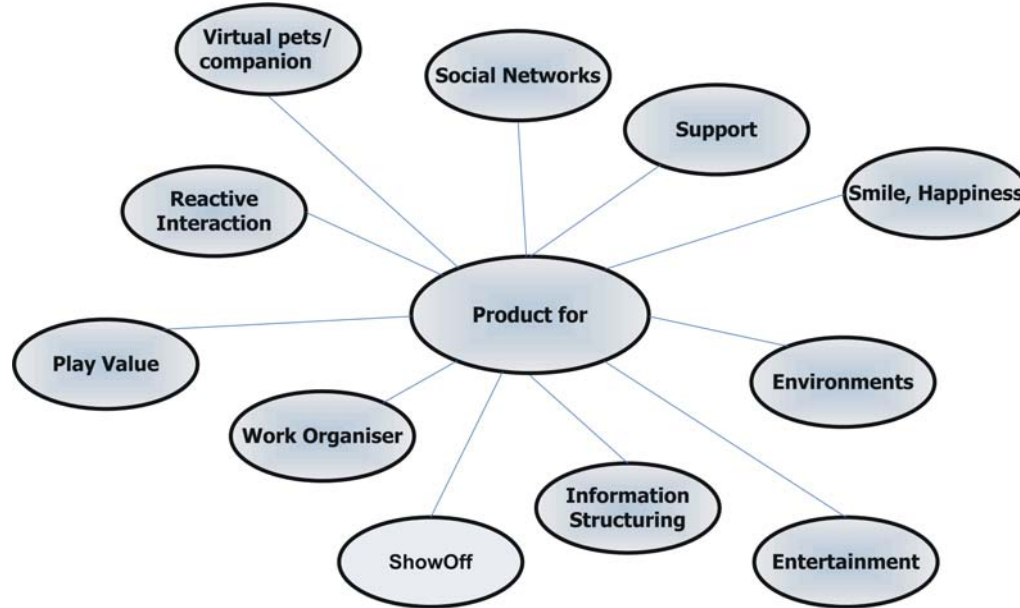 Virtual pets/
companion
Social Networks
Support
Smile, Happiness
Reactive
Interaction
Product for
Play Value
Environments
Work Organiser
Information
Structuring
ShowOff
Entertainment